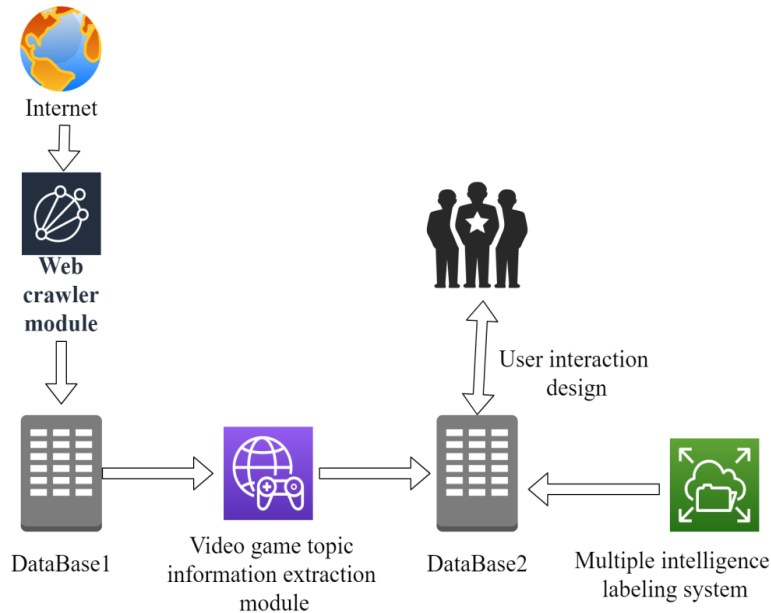 Internet
Web
crawler
module
User interaction
design
DataBase1
Video game topic
information extraction
module
DataBase2
Multiple intelligence
labeling system